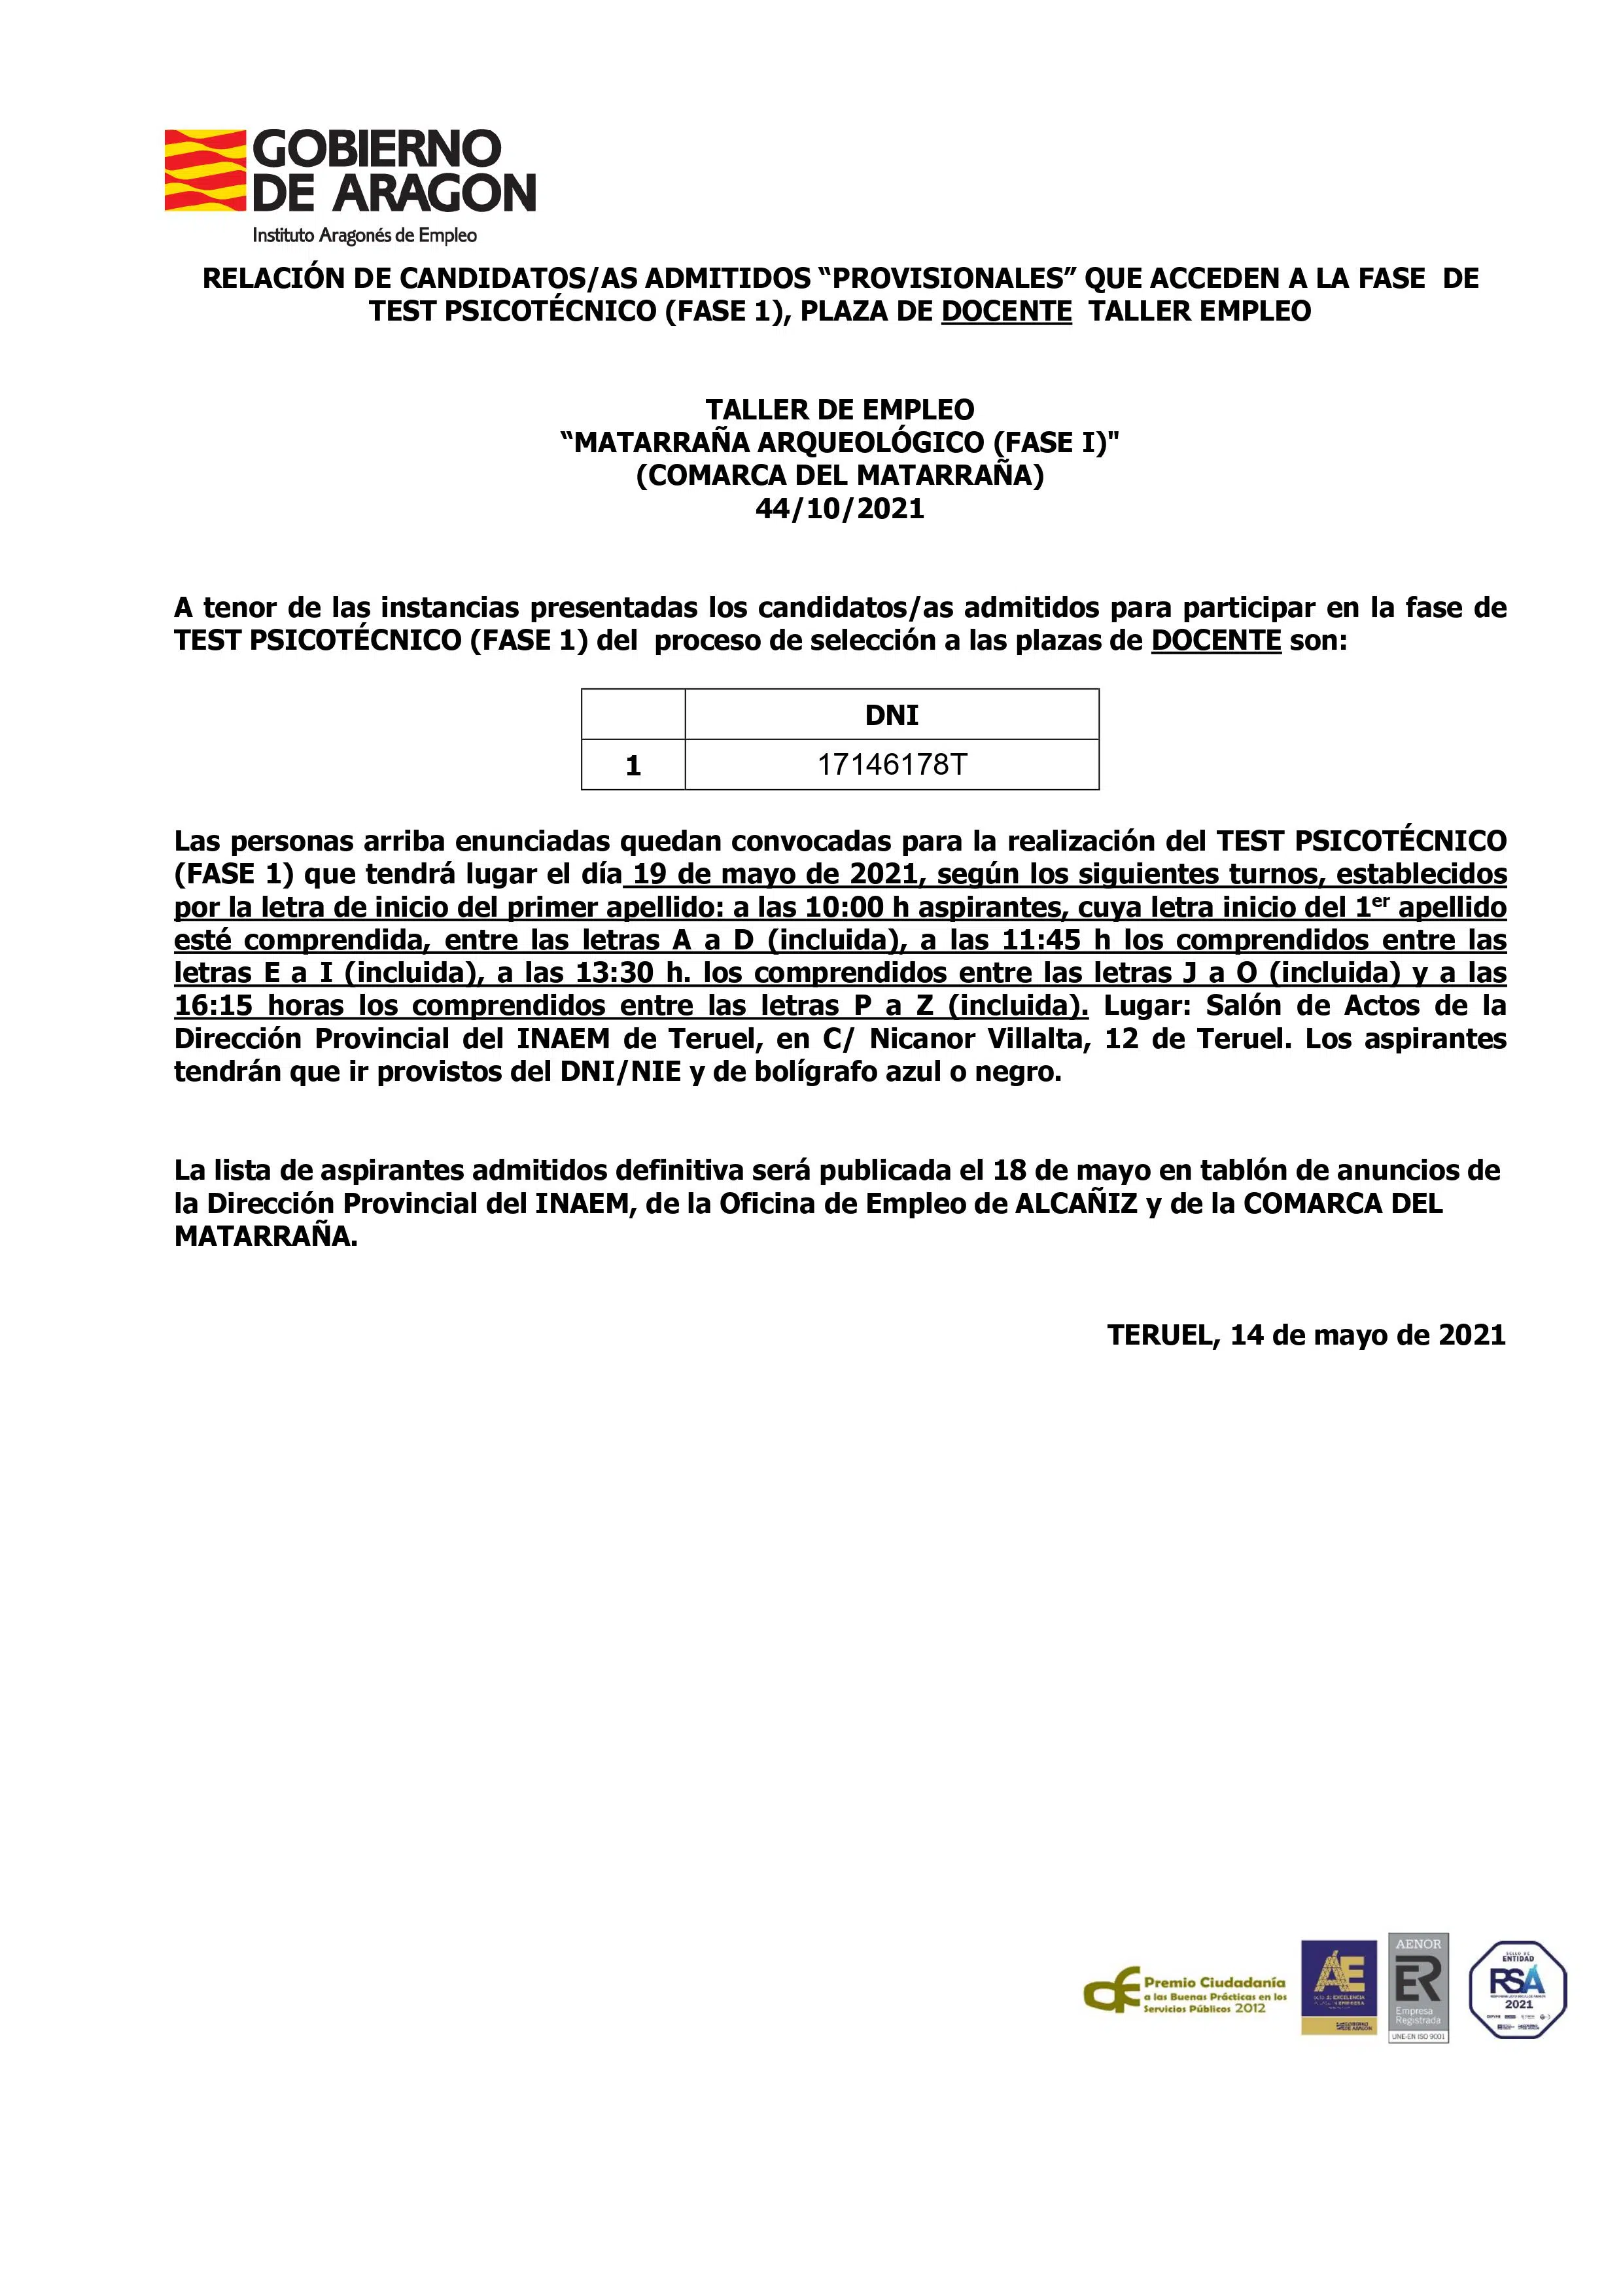 GOBIERNO
DE ARAGON
Instituto Aragonés de Empleo
RELACIÓN DE CANDIDATOS/AS ADMITIDOS “PROVISIONALES” QUE ACCEDEN A LA FASE DE
TEST PSICOTÉCNICO (FASE 1), PLAZA DE DOCENTE TALLER EMPLEO
TALLER DE EMPLEO
“MATARRAÑA ARQUEOLÓGICO (FASE I)"
(COMARCA DEL MATARRAÑA)
44/10/2021
A tenor de las instancias presentadas los candidatos/as admitidos para participar en la fase de
TEST PSICOTÉCNICO (FASE 1) del proceso de selección a las plazas de DOCENTE son:
DNI
1 17146178T
Las personas arriba enunciadas quedan convocadas para la realización del TEST PSICOTÉCNICO
(FASE 1) que tendrá lugar el día 19 de mayo de 2021, según los siguientes turnos, establecidos
por la letra de inicio del primer apellido: a las 10:00 h aspirantes, cuya letra inicio del 1er apellido
esté comprendida, entre las letras A a D (incluida), a las 11:45 h los comprendidos entre las
letras E a I (incluida), a las 13:30 h. los comprendidos entre las letras J a O (incluida) y a las
16:15 horas los comprendidos entre las letras P a Z (incluida). Lugar: Salón de Actos de la
Dirección Provincial del INAEM de Teruel, en C/ Nicanor Villalta, 12 de Teruel. Los aspirantes
tendrán que ir provistos del DNI/NIE y de bolígrafo azul o negro.
La lista de aspirantes admitidos definitiva será publicada el 18 de mayo en tablón de anuncios de
la Dirección Provincial del INAEM, de la Oficina de Empleo de ALCAÑIZ y de la COMARCA DEL
MATARRAÑA.
TERUEL, 14 de mayo de 2021
Premio Ciudadanía
a las Buenas Prácticas en los
Servicios Públicos 2012
ÁE
GOBIERNO
DE ARAGON
AENOR
ER
Empresa
Registrada
UNE-EN ISO 9001
SELLO DE
ENTIDAD
RSA
2021